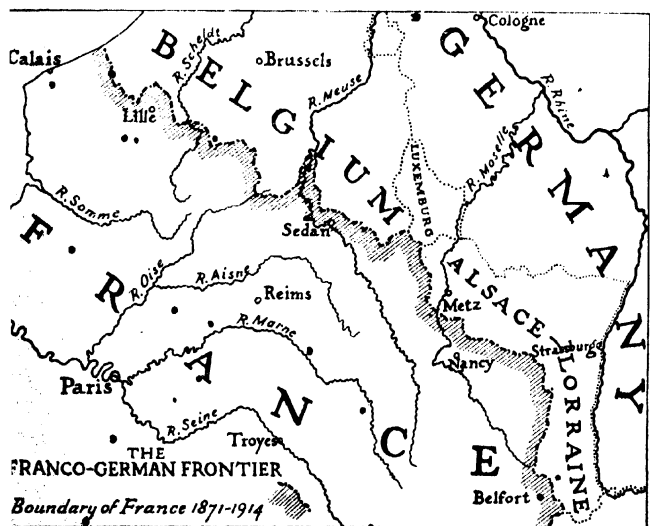 Calais
BELGIUM
R. Scheldt
Brussels
R. Meuse
GERMANY
Cologne
R. Rhine
Lille
LUXEMBURG
R. Moselle
R. Somme
FRANCE
Sedan
R. Oise
R. Aisne
Reims
R. Marne
ALSACE-LORRAINE
Metz
Strasburg
Nancy
Paris
R. Seine
Troyes
Belfort
THE
FRANCO-GERMAN FRONTIER
Boundary of France 1871-1914